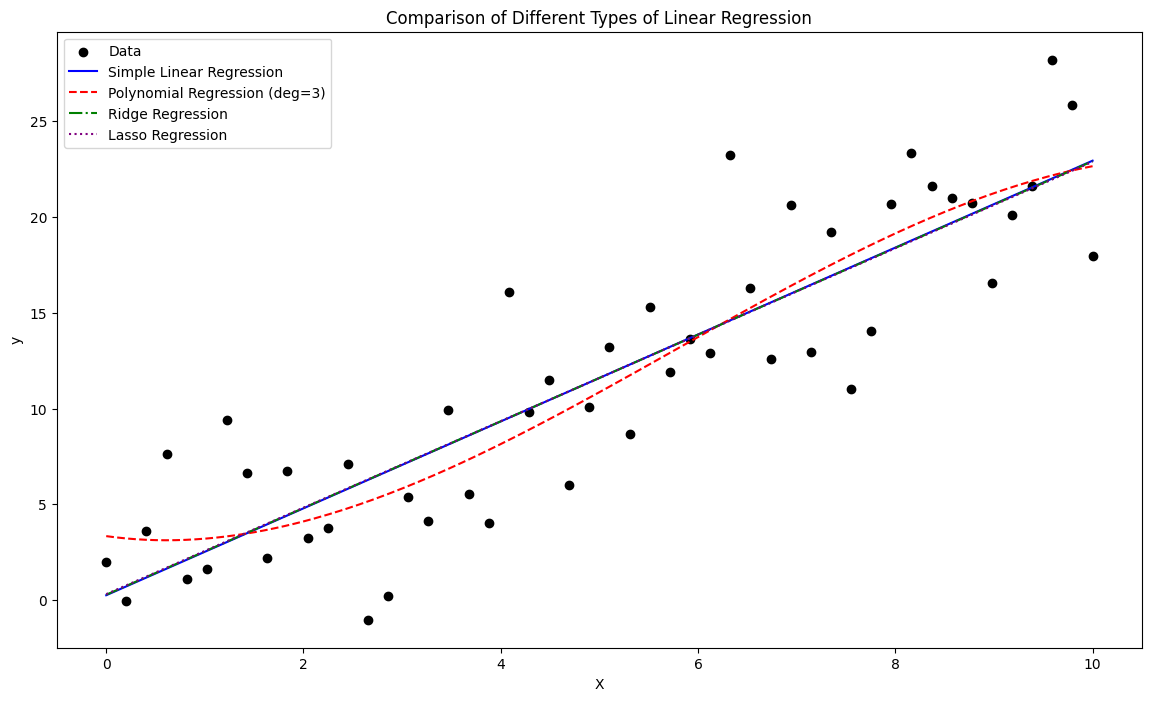 Comparison of Different Types of Linear Regression
Data
Simple Linear Regression
Polynomial Regression (deg=3)
Ridge Regression
Lasso Regression
25
20
15
10
5
0
y
0 2 4 6 8 10
X